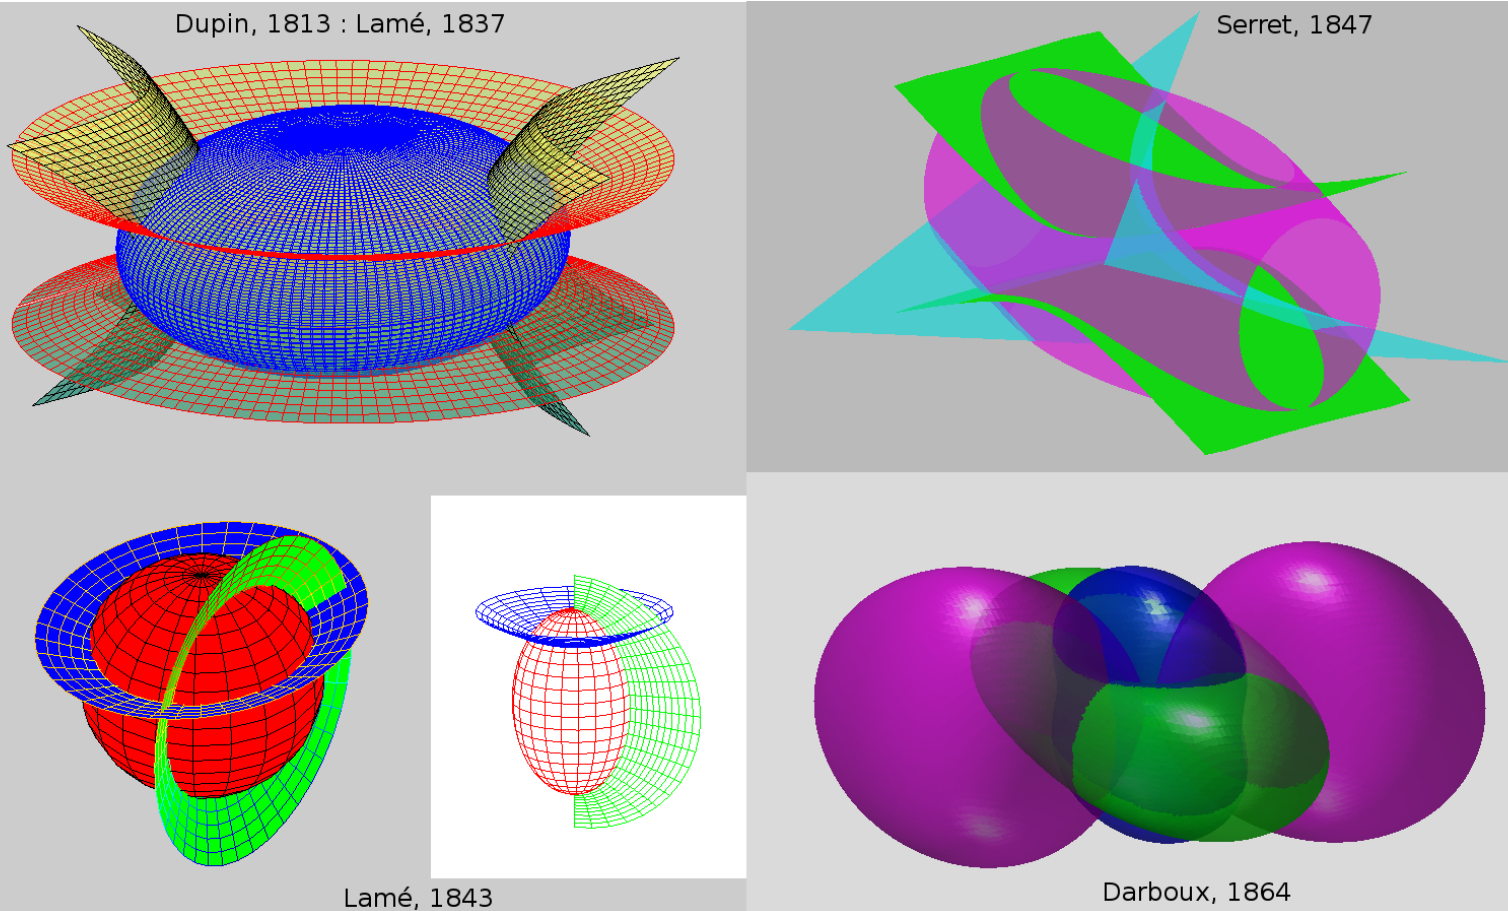 Dupin, 1813 : Lamé, 1837
Serret, 1847
Lamé, 1843
Darboux, 1864